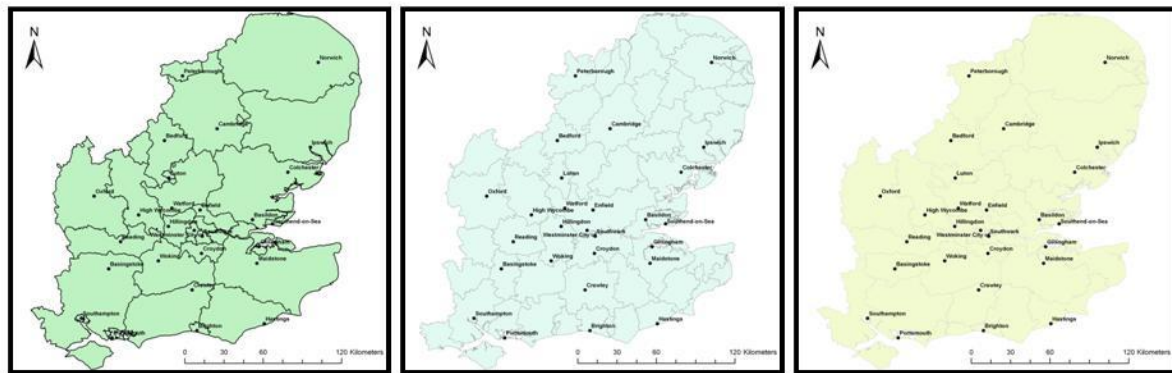 N
Norwich
Peterborough
Cambridge
Bedford
Ipswich
Luton
Colchester
Oxford
Watford
Enfield
High Wycombe
Basildon
Southend-on-Sea
Hillingdon
Westminster City
Reading
Croydon
Woking
Maidstone
Basingstoke
Crawley
Southampton
Brighton
Hastings
0 30 60 120 Kilometers
N
Norwich
Peterborough
Cambridge
Bedford
Ipswich
Luton
Colchester
Oxford
Watford
Enfield
High Wycombe
Basildon
Southend-on-Sea
Hillingdon
Westminster City
Southwark
Reading
Gillingham
Croydon
Woking
Maidstone
Basingstoke
Crawley
Southampton
Portsmouth
Brighton
Hastings
0 30 60 120 Kilometers
N
Norwich
Peterborough
Cambridge
Bedford
Ipswich
Luton
Colchester
Oxford
Watford
Enfield
High Wycombe
Basildon
Southend-on-Sea
Hillingdon
Westminster City
Southwark
Reading
Gillingham
Croydon
Woking
Maidstone
Basingstoke
Crawley
Southampton
Portsmouth
Brighton
Hastings
0 30 60 120 Kilometers